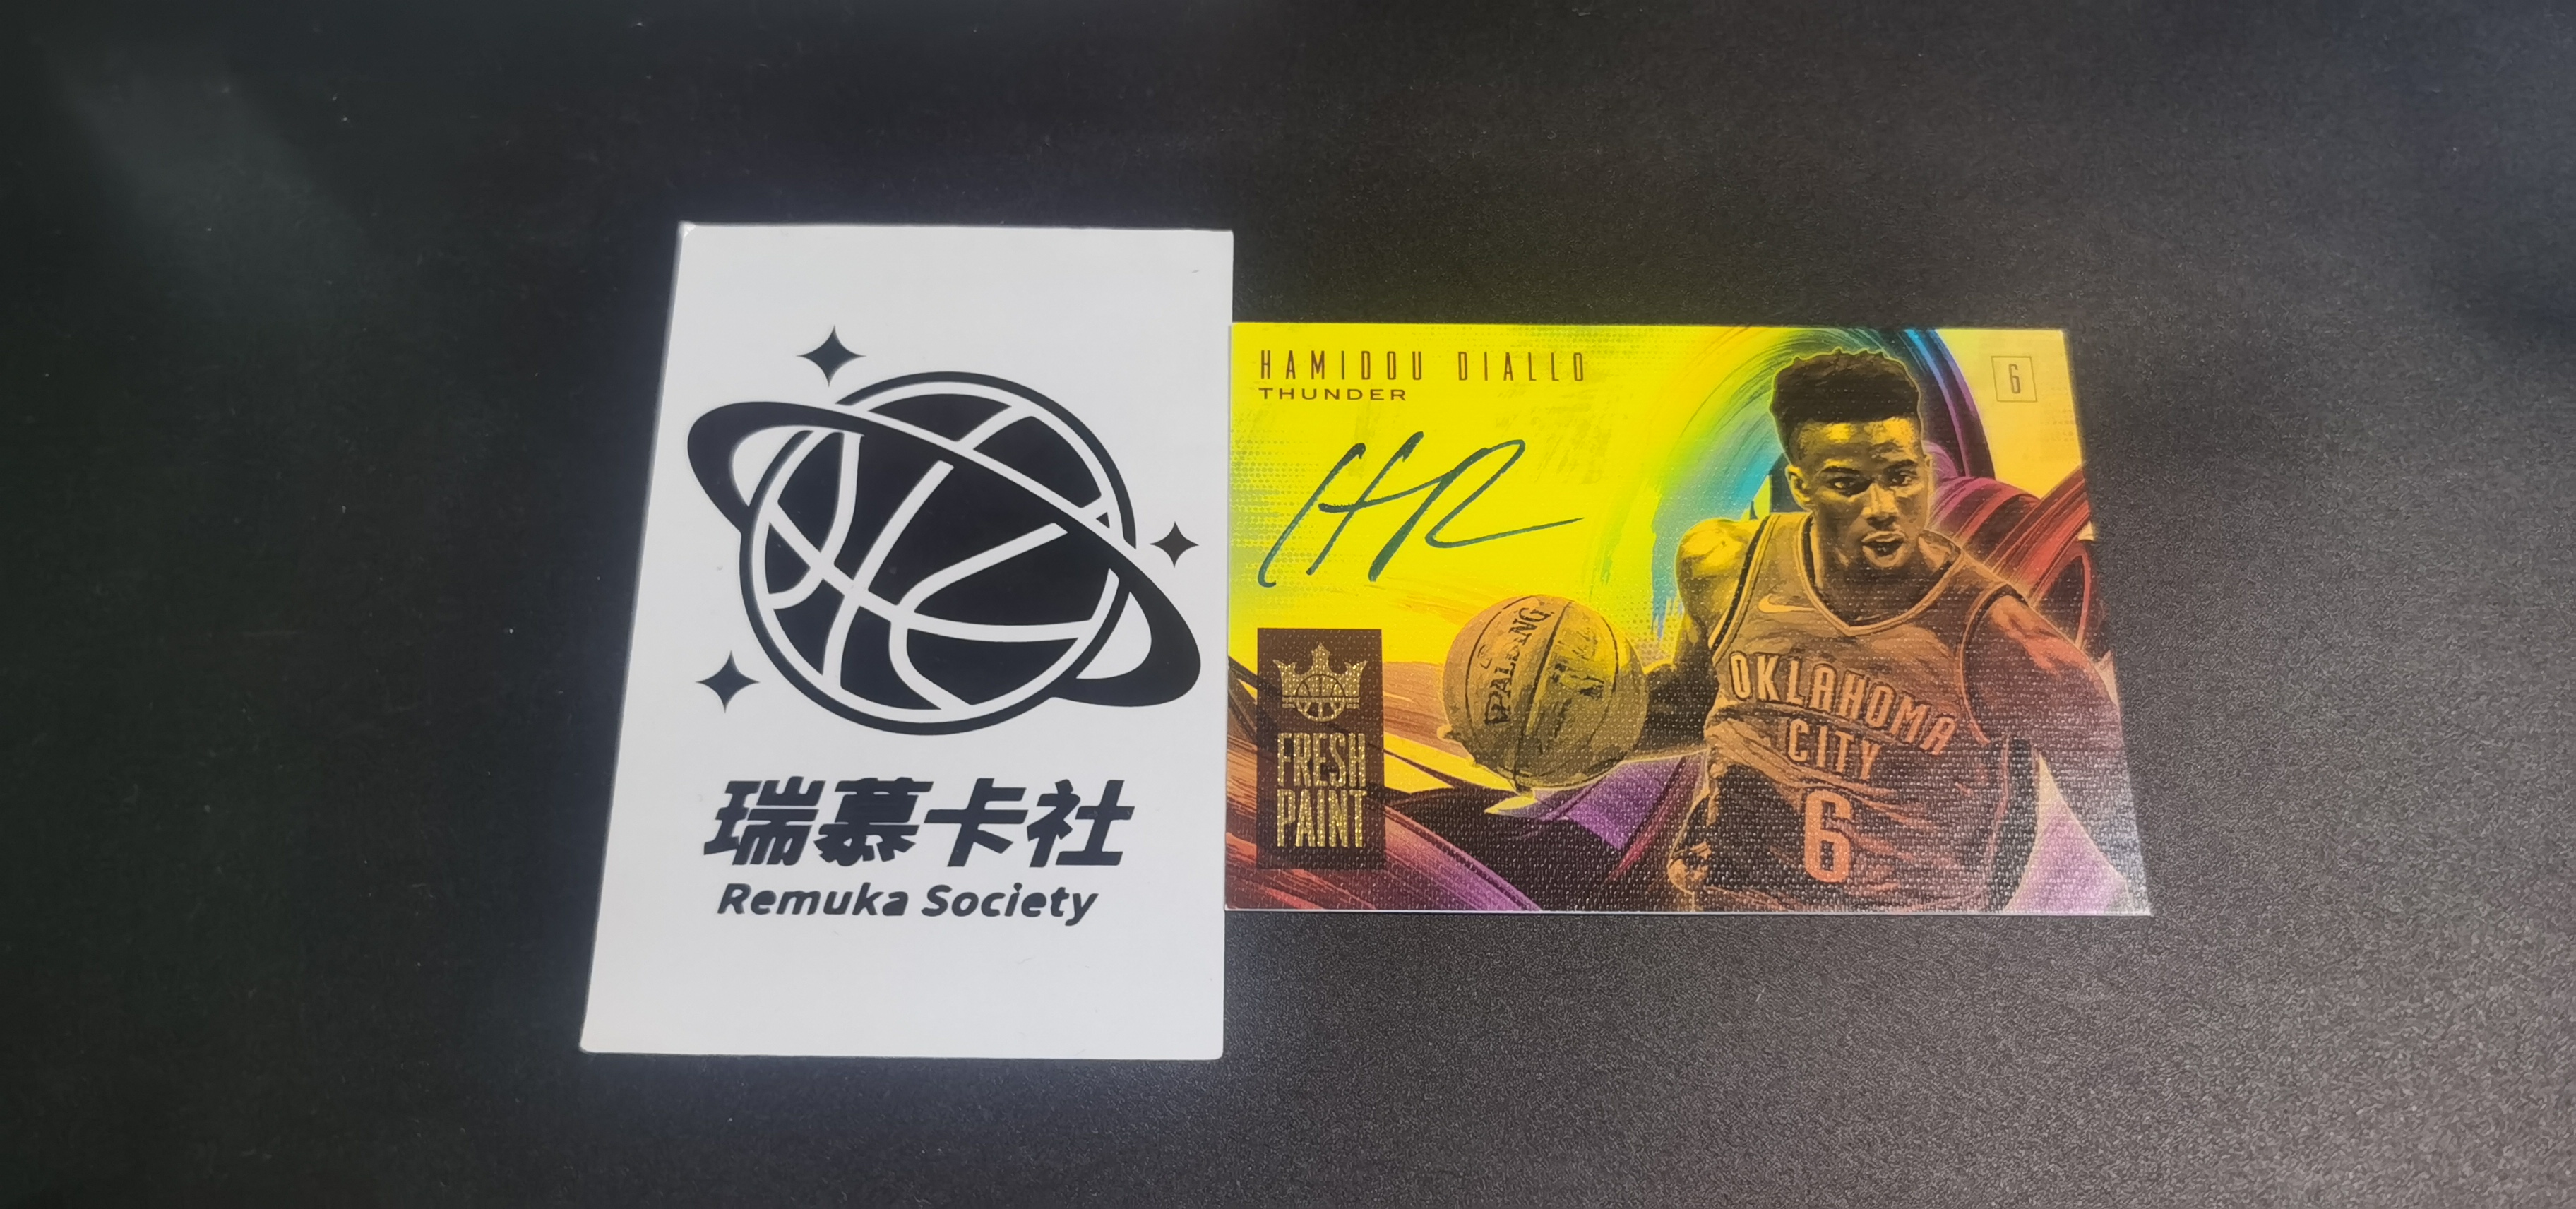 瑞慕卡社
Remuka Society
HAMIDOU DIALLO
THUNDER
6
SPALDING
FRESH
PAINT
OKLAHOMA
CITY
6